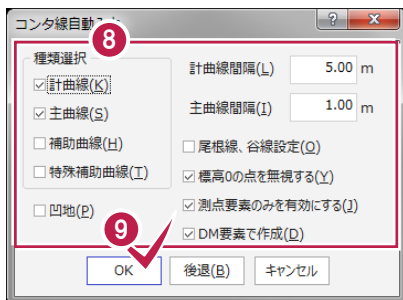 コンタ線自動
8
種類選択
☑計曲線(K)
☑主曲線(S)
☐補助曲線(H)
☐特殊補助曲線(T)
☐凹地(P)
計曲線間隔(L) 5.00 m
主曲線間隔(I) 1.00 m
☐尾根線、谷線設定(O)
☑標高0の点を無視する(Y)
☑測点要素のみを有効にする(J)
☑DM要素で作成(D)
9
OK 後退(B) キャンセル